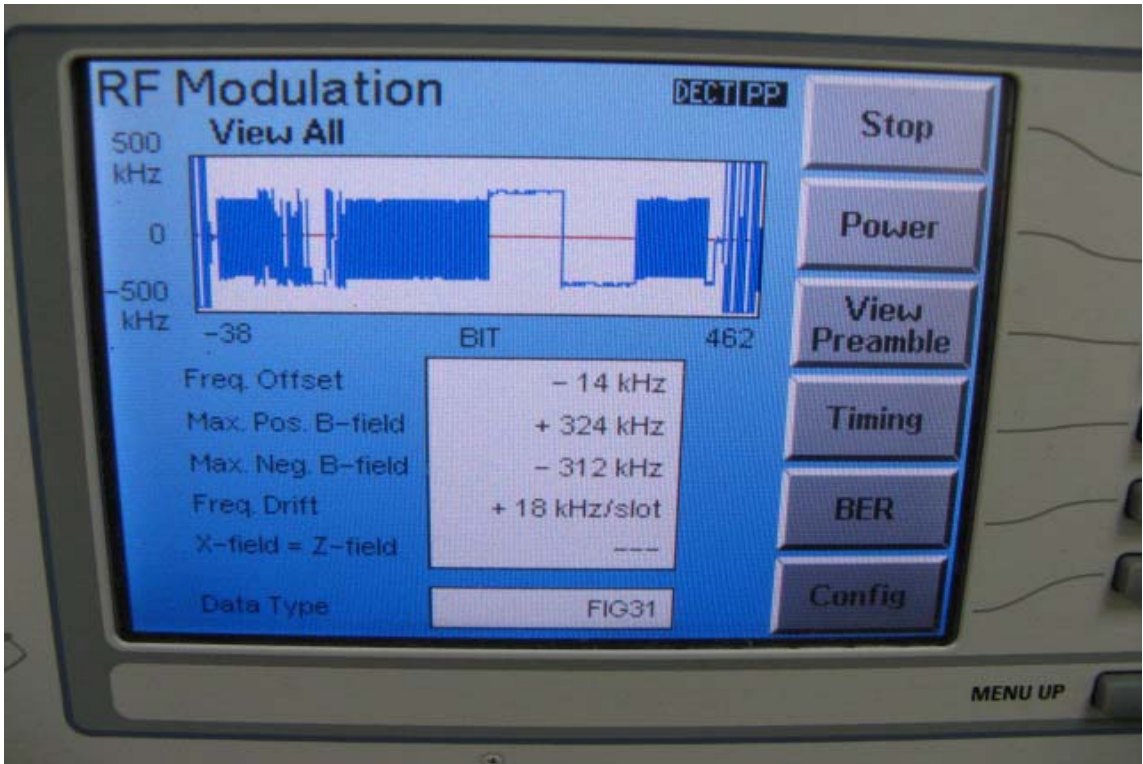 RF Modulation DECT PP
View All
500
kHz
0
-500
kHz
-38 BIT 462
Freq. Offset - 14 kHz
Max. Pos. B-field + 324 kHz
Max. Neg. B-field - 312 kHz
Freq. Drift + 18 kHz/slot
X-field = Z-field ---
Data Type FIG31
Stop
Power
View
Preamble
Timing
BER
Config
MENU UP